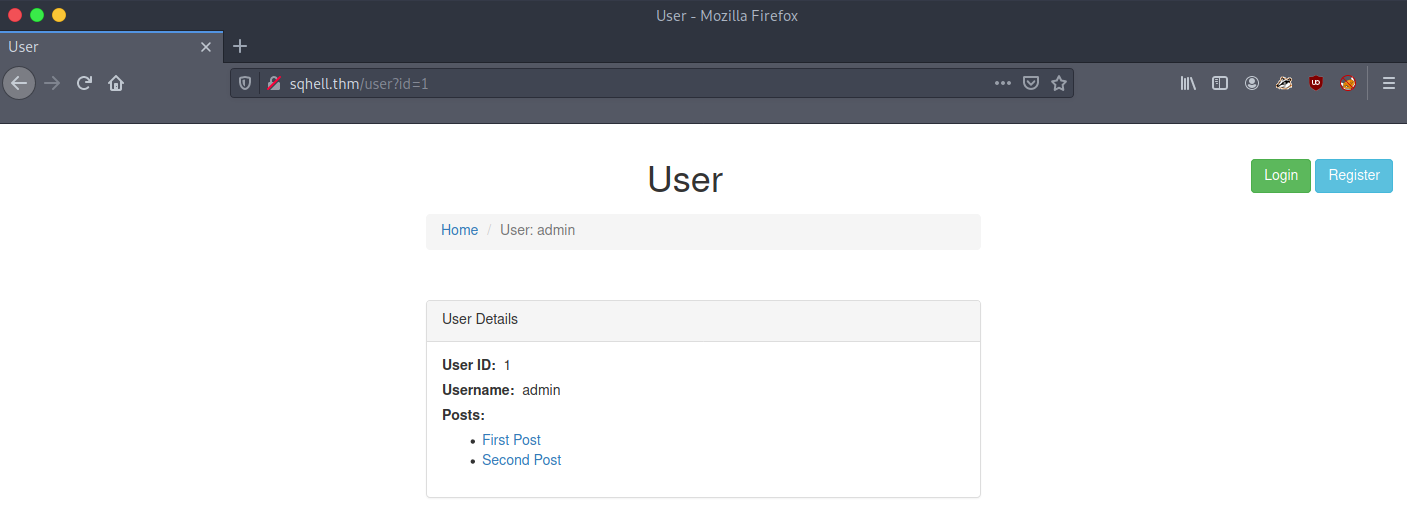 User - Mozilla Firefox
User
sqhell.thm/user?id=1
User
Login Register
Home / User: admin
User Details
User ID: 1
Username: admin
Posts:
First Post
Second Post